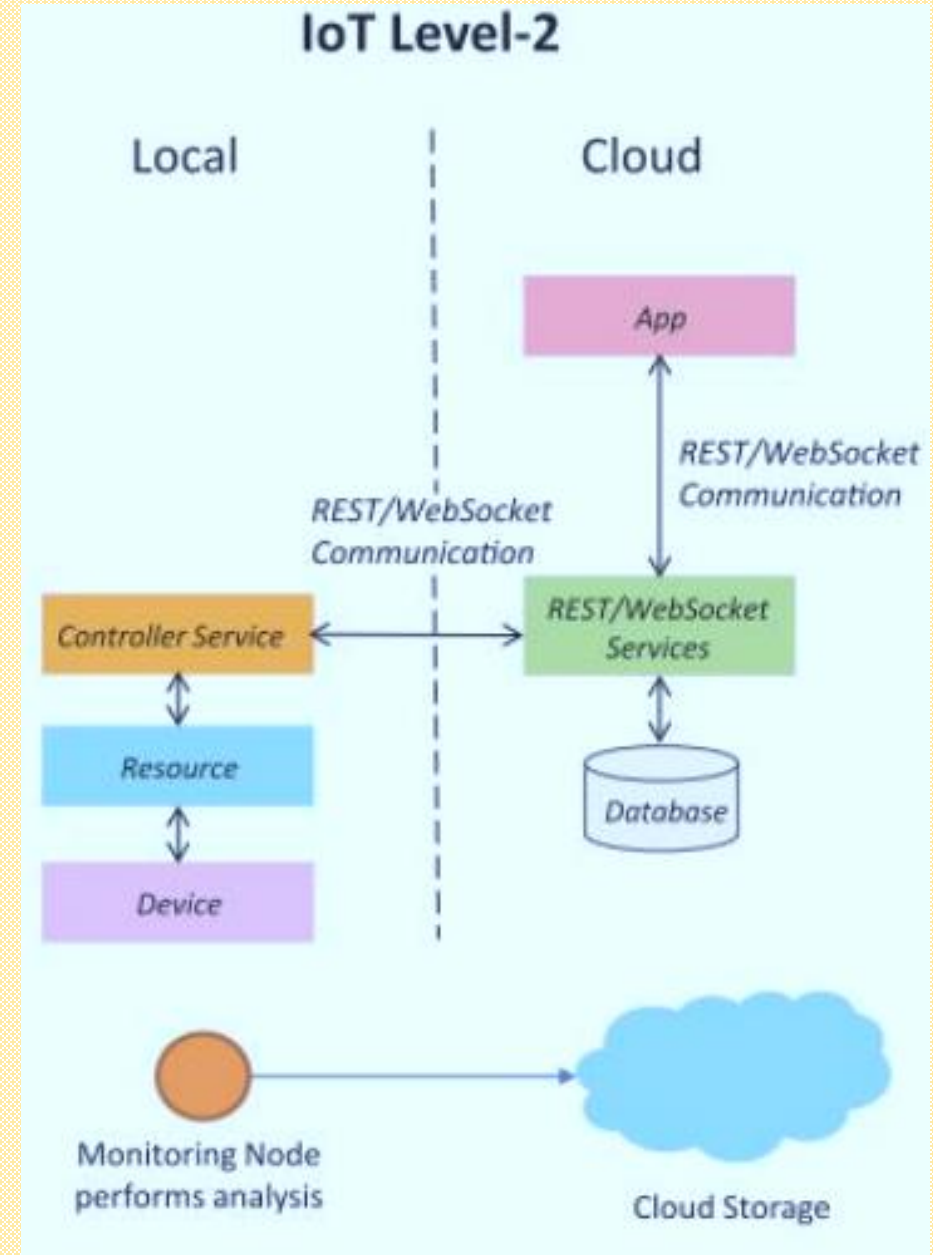 IoT Level-2
Local
Cloud
App
REST/WebSocket
Communication
REST/WebSocket
Communication
Controller Service
REST/WebSocket
Services
Resource
Database
Device
Monitoring Node
performs analysis
Cloud Storage